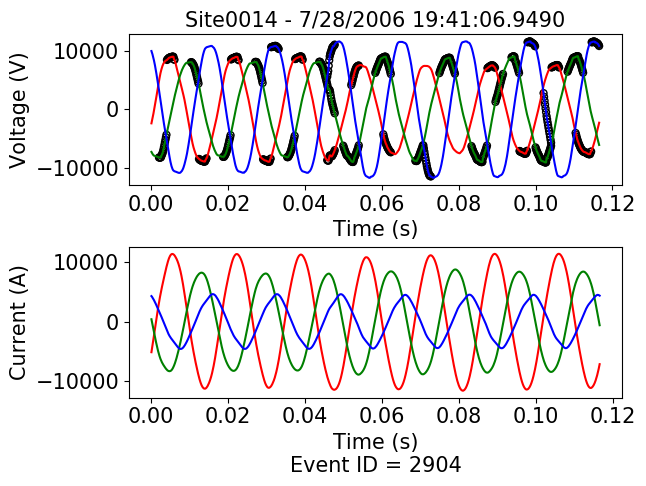 Site0014 - 7/28/2006 19:41:06.9490
10000
0
−10000
Voltage (V)
0.00 0.02 0.04 0.06 0.08 0.10 0.12
Time (s)
10000
0
−10000
Current (A)
0.00 0.02 0.04 0.06 0.08 0.10 0.12
Time (s)
Event ID = 2904